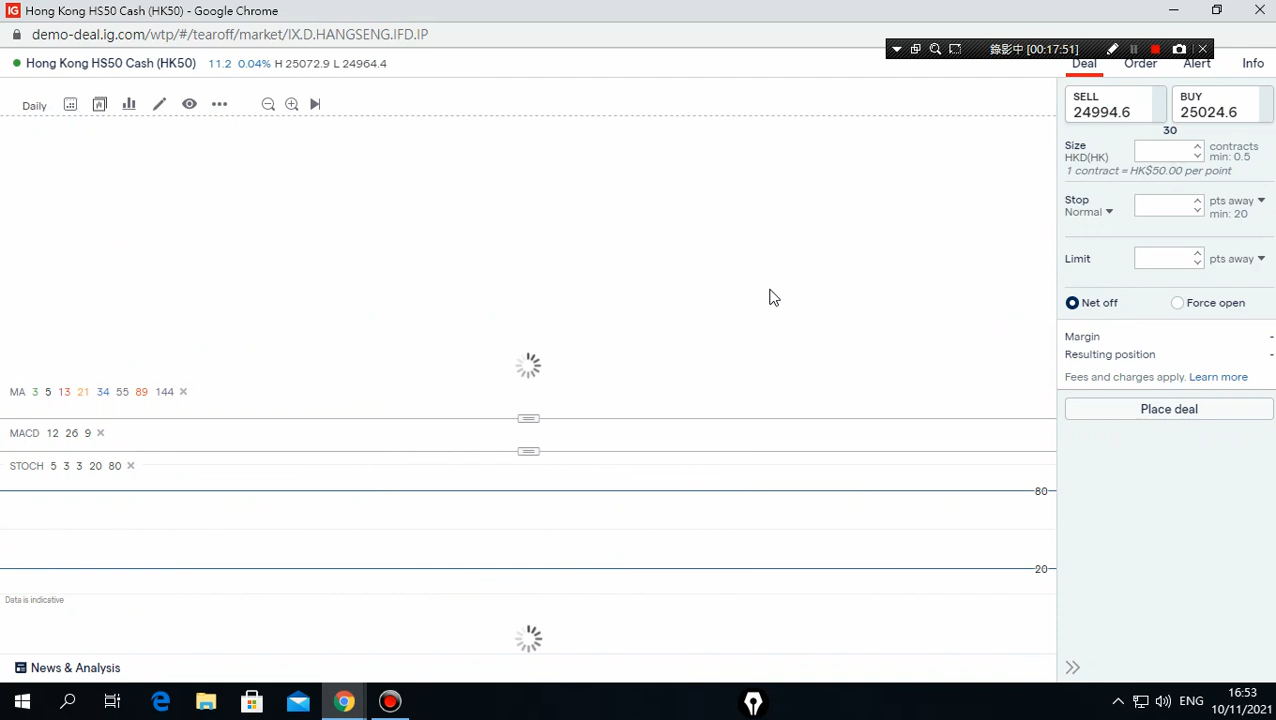 IG Hong Kong HS50 Cash (HK50) - Google Chrome
demo-deal.ig.com/wtp/#/tearoff/market/IX.D.HANGSENG.IFD.IP
錄影中 [00:17:51]
Hong Kong HS50 Cash (HK50) 11.2 0.04% H 25072.9 L 24964.4
Deal Order Alert Info
Daily
SELL
24994.6
BUY
25024.6
30
Size
HKD(HK)
contracts
min: 0.5
1 contract = HK$50.00 per point
Stop
Normal
pts away
min: 20
Limit
pts away
Net off
Force open
Margin -
Resulting position -
Fees and charges apply. Learn more
Place deal
MA 3 5 13 21 34 55 89 144
MACD 12 26 9
STOCH 5 3 3 20 80
80
20
Data is indicative
News & Analysis
ENG
16:53
10/11/2021